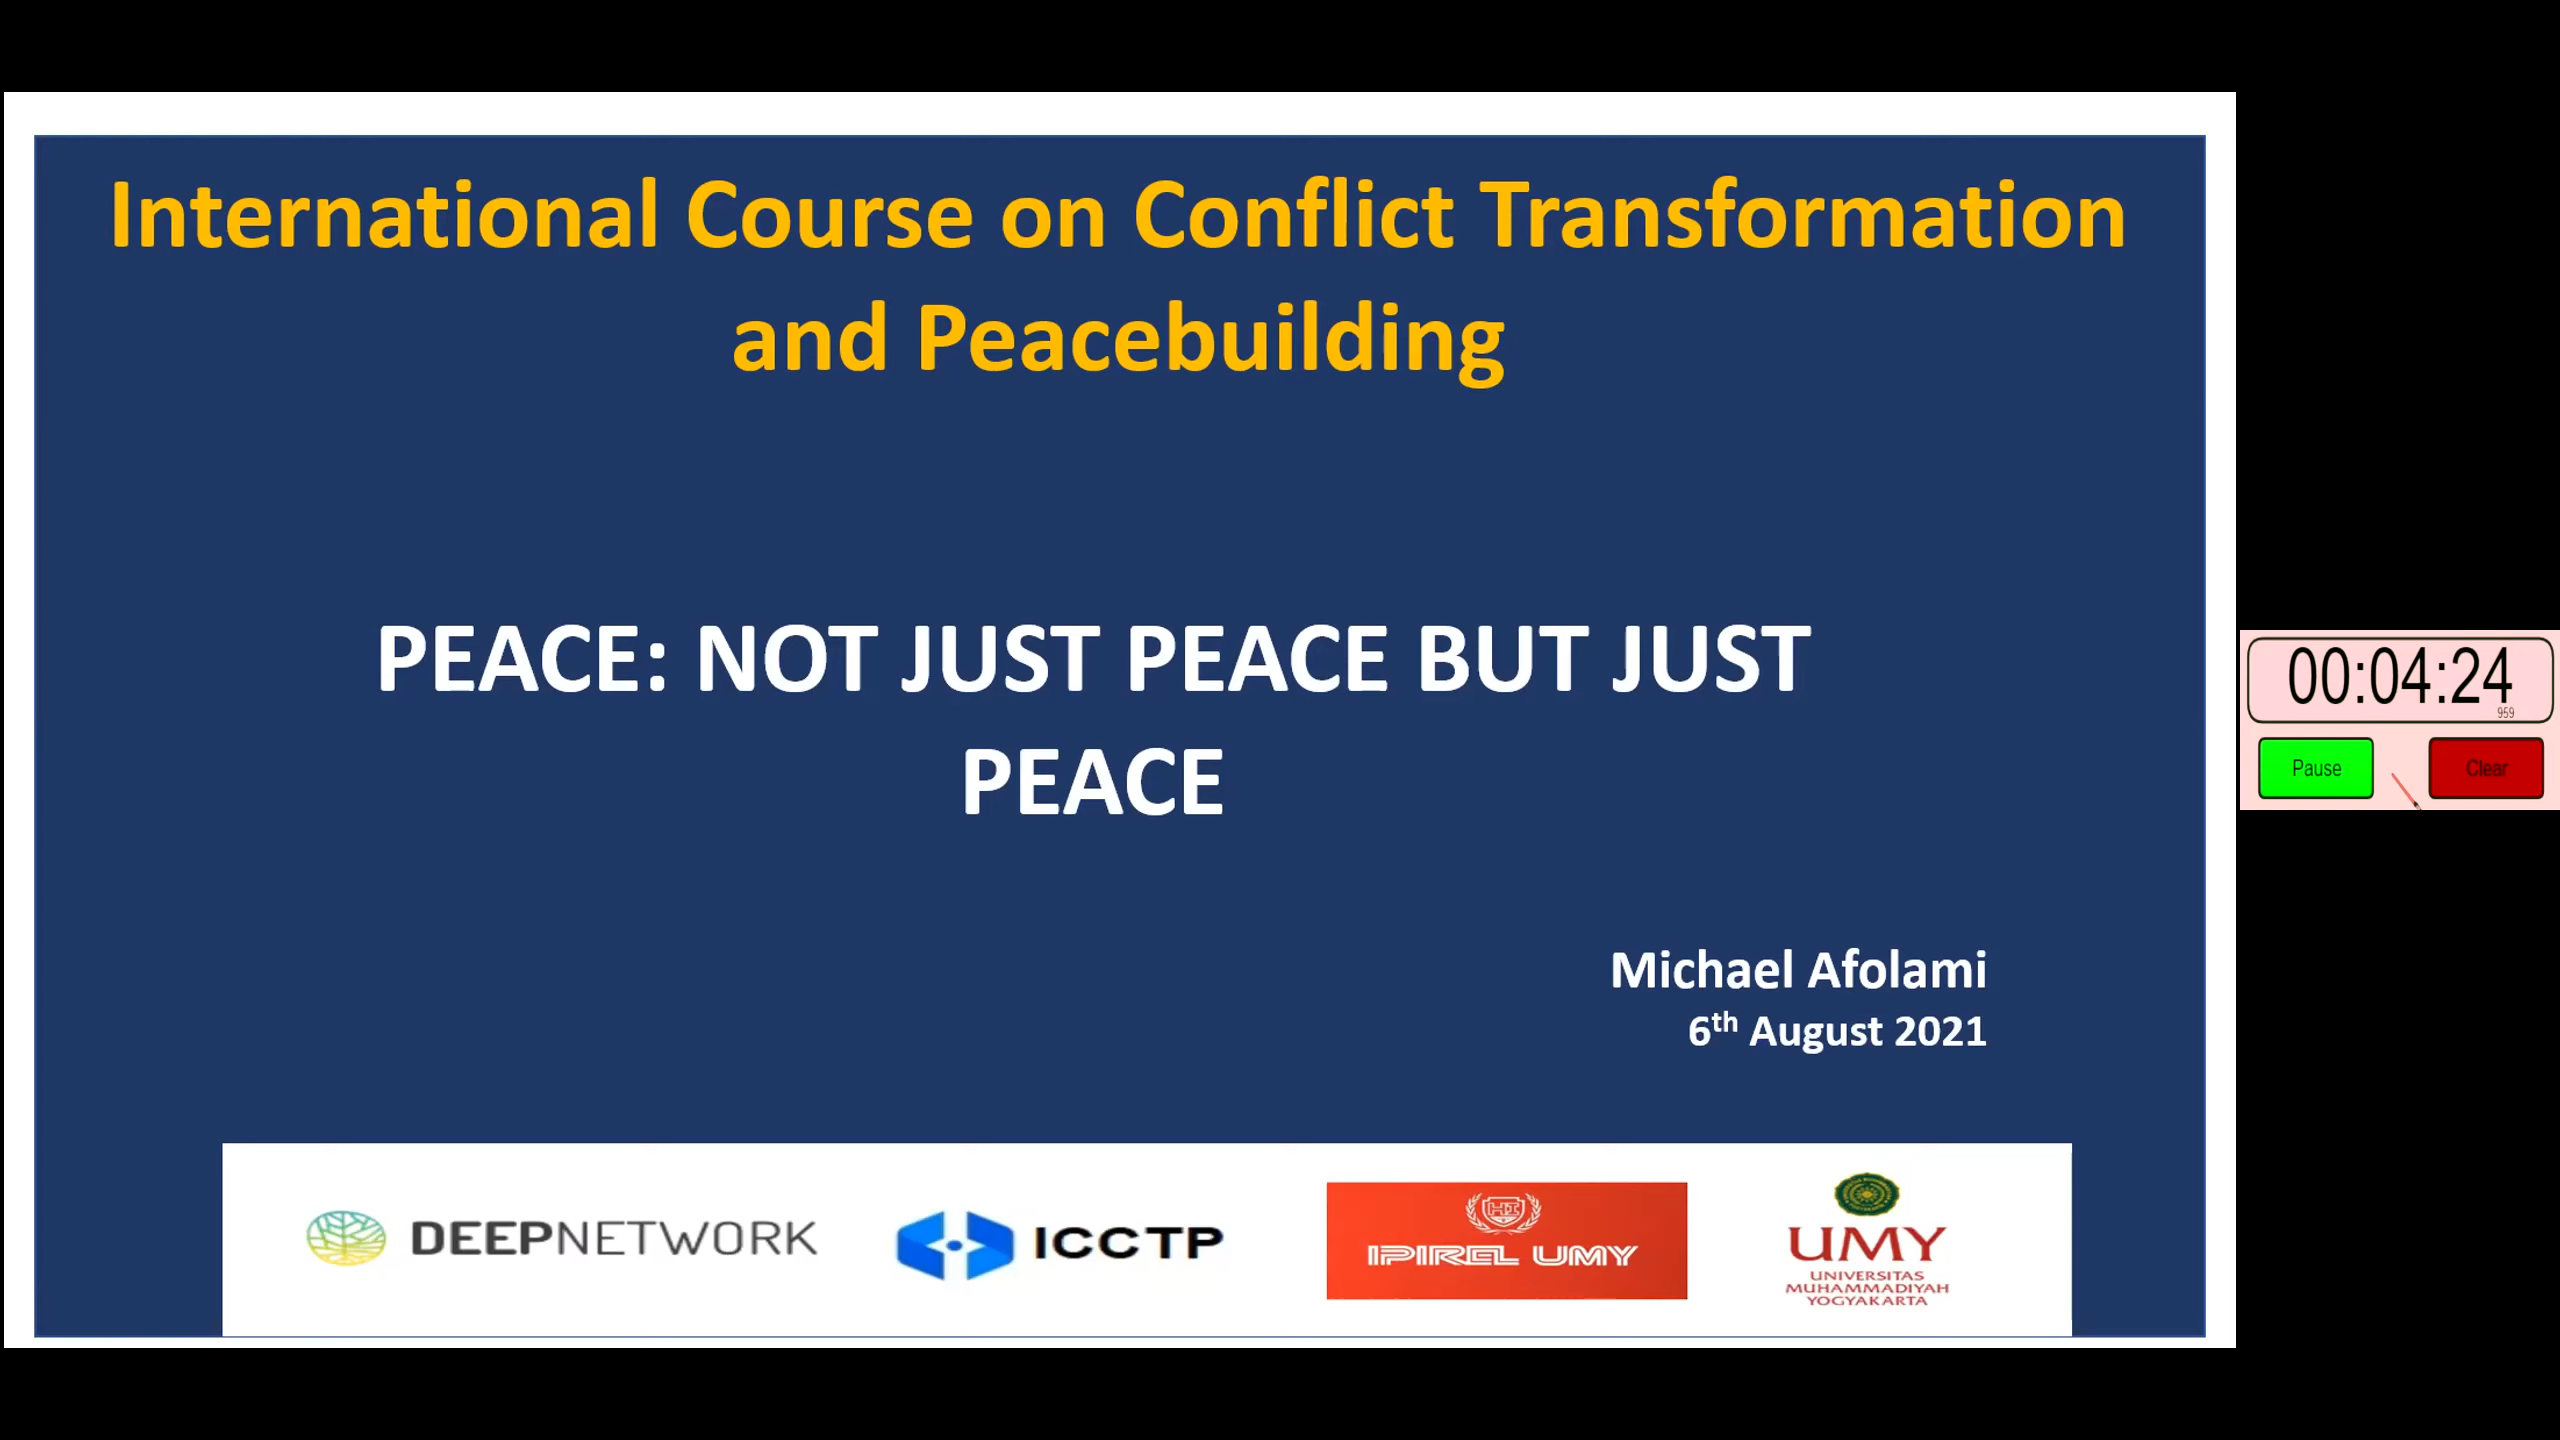 International Course on Conflict Transformation
and Peacebuilding
PEACE: NOT JUST PEACE BUT JUST
PEACE
Michael Afolami
6th August 2021
DEEPNETWORK
ICCTP
HI
IPIREL UMY
UMY
UNIVERSITAS
MUHAMMADIYAH
YOGYAKARTA
00:04:24
959
Pause
Clear